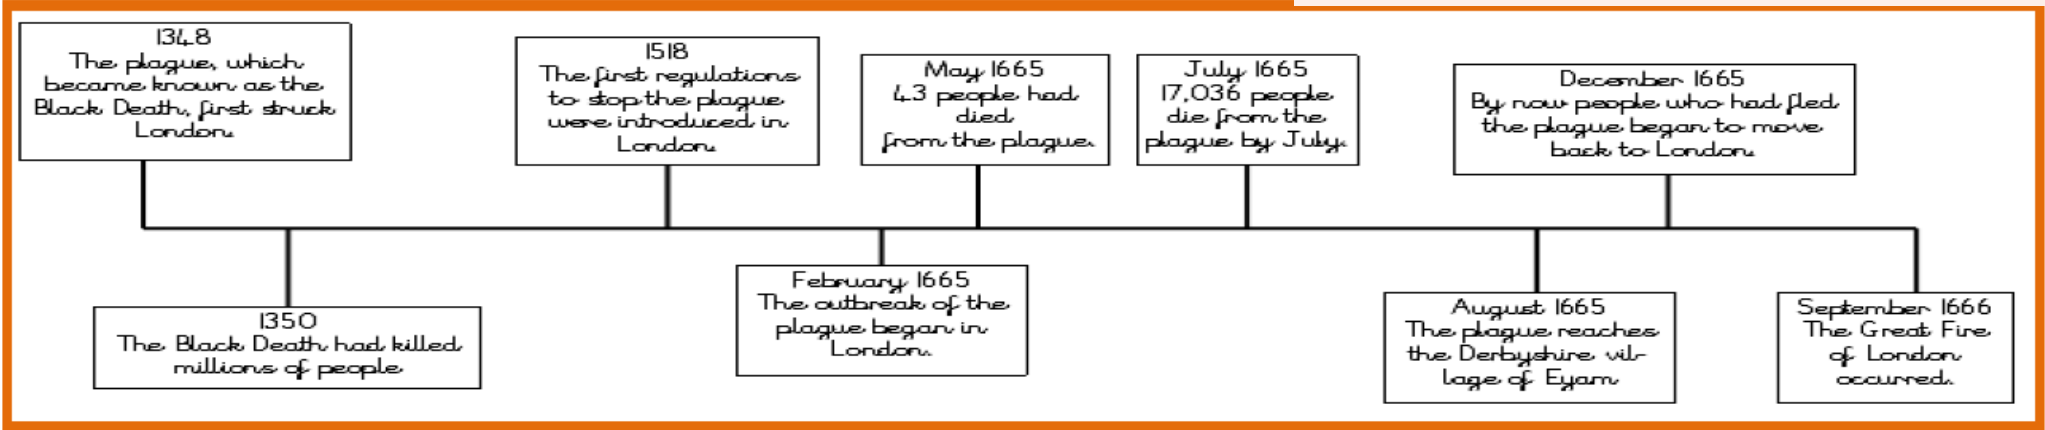 1348
The plague, which
became known as the
Black Death, first struck
London.
1350
The Black Death had killed
millions of people
1518
The first regulations
to stop the plague
were introduced in
London.
February 1665
The outbreak of the
plague began in
London.
May 1665
43 people had
died
from the plague.
July 1665
17,036 people
die from the
plague by July.
August 1665
The plague reaches
the Derbyshire vil-
lage of Eyam
December 1665
By now people who had fled
the plague began to move
back to London.
September 1666
The Great Fire
of London
occurred.